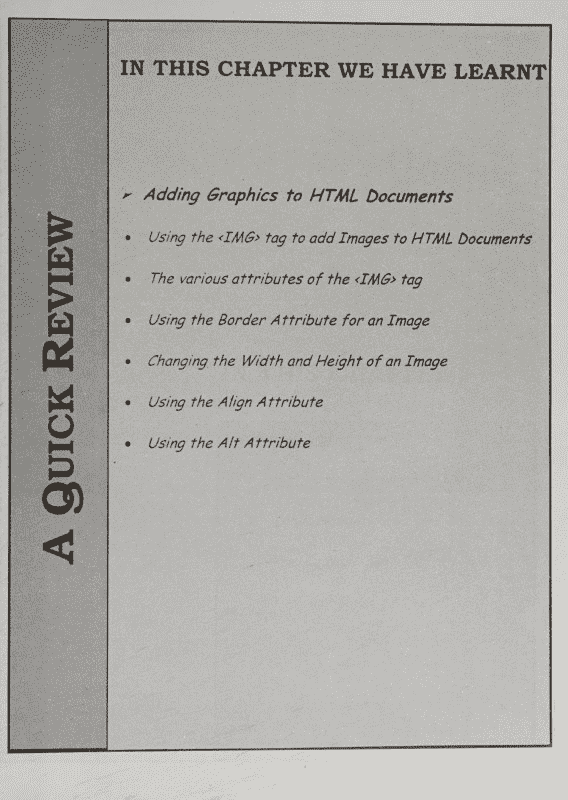 IN THIS CHAPTER WE HAVE LEARNT
➢ Adding Graphics to HTML Documents
• Using the <IMG> tag to add Images to HTML Documents
• The various attributes of the <IMG> tag
• Using the Border Attribute for an Image
• Changing the Width and Height of an Image
• Using the Align Attribute
• Using the Alt Attribute
A QUICK REVIEW